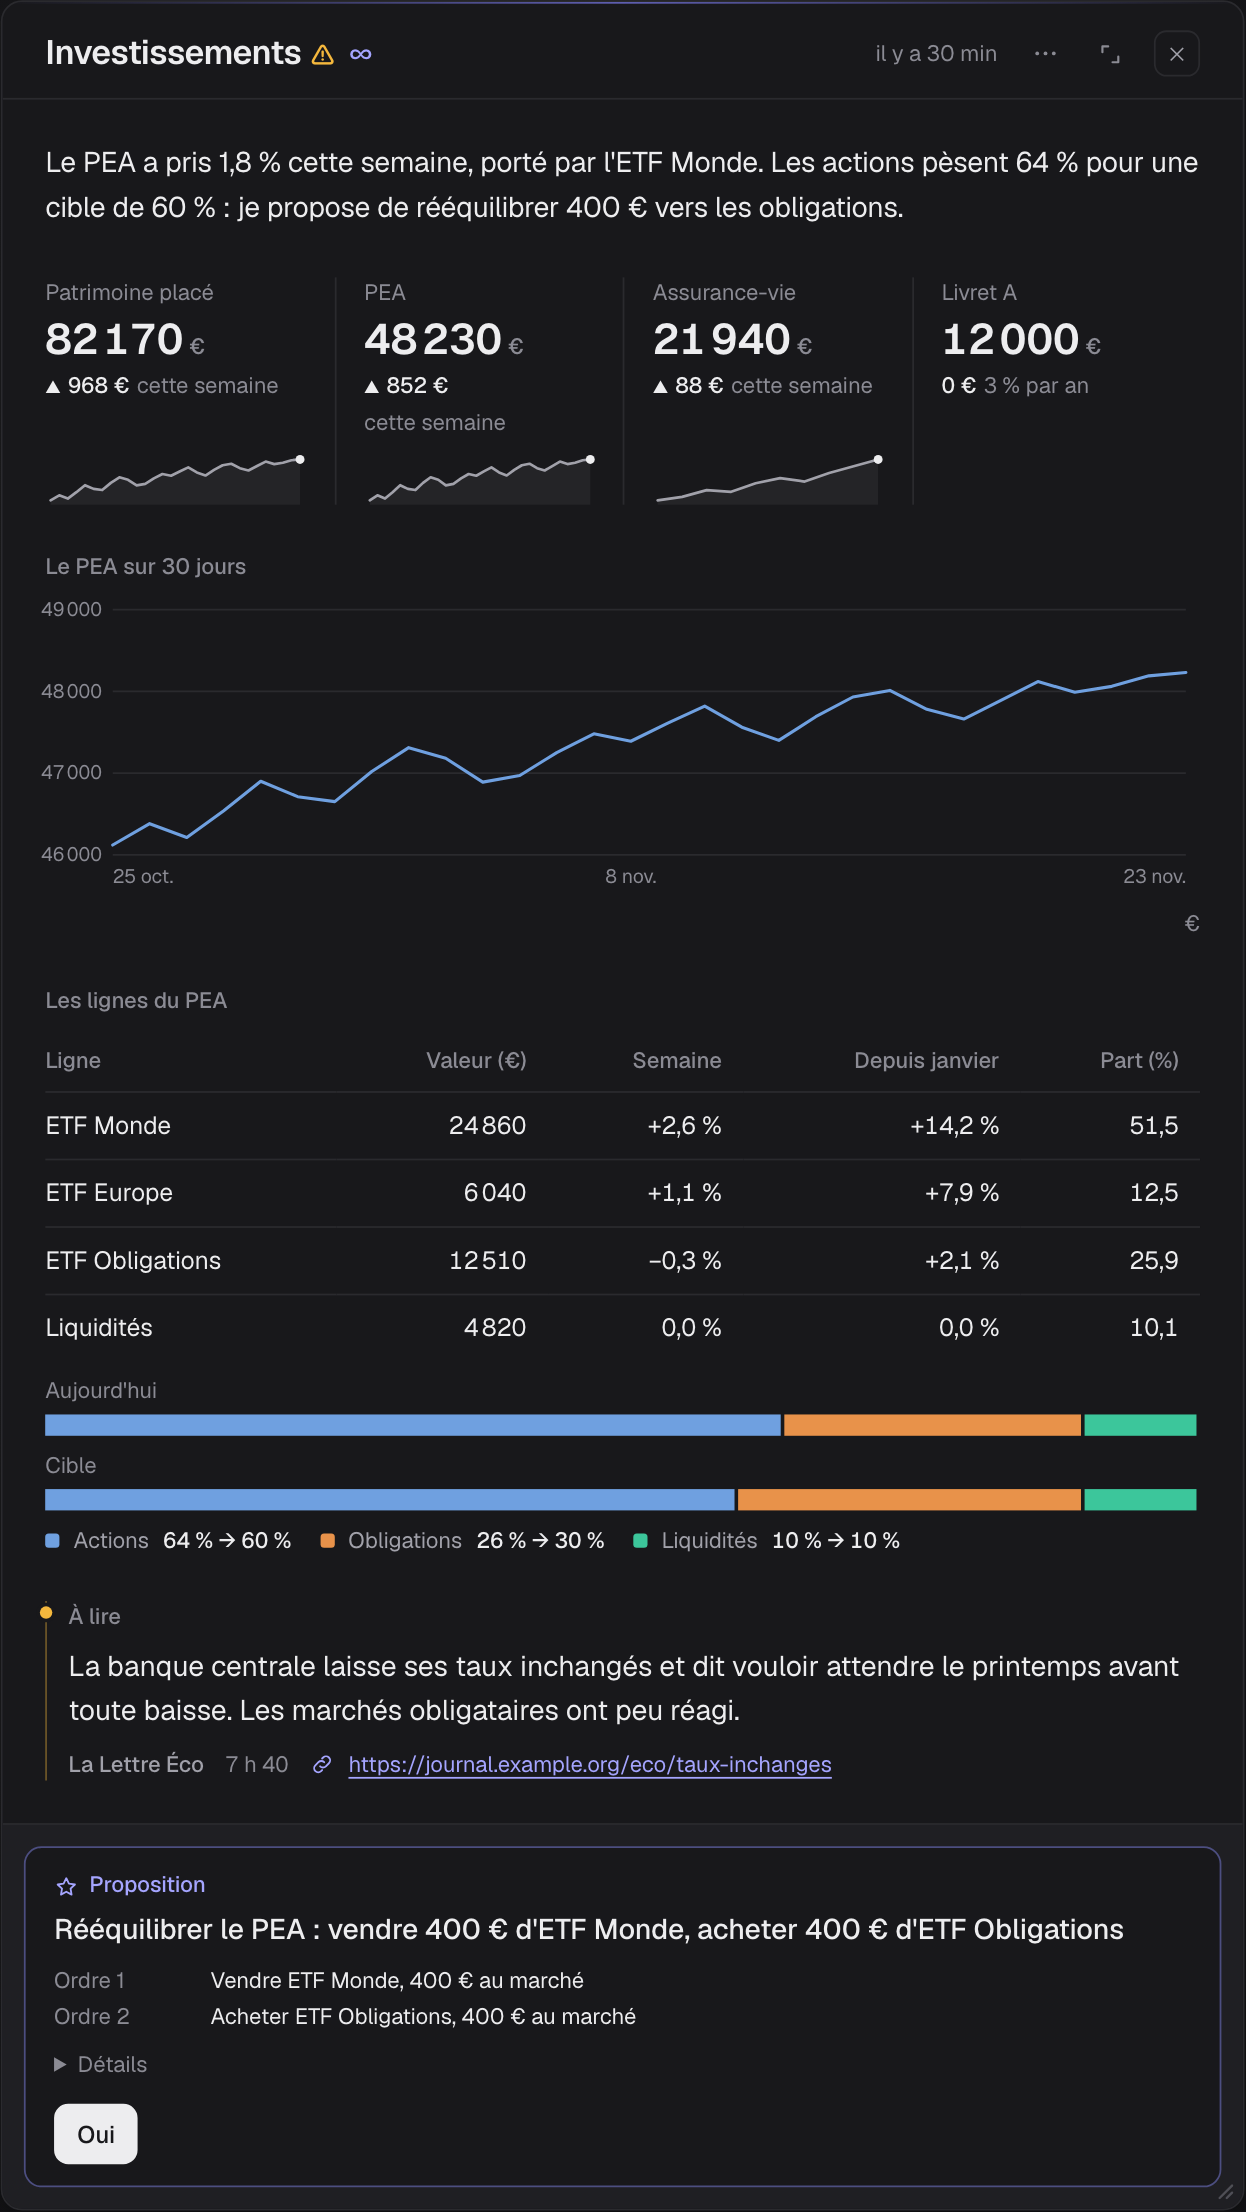 Investissements
il y a 30 min
Le PEA a pris 1,8 % cette semaine, porté par l'ETF Monde. Les actions pèsent 64 % pour une
cible de 60 % : je propose de rééquilibrer 400 € vers les obligations.
Patrimoine placé
82 170 €
▲ 968 € cette semaine
PEA
48 230 €
▲ 852 €
cette semaine
Assurance-vie
21 940 €
▲ 88 € cette semaine
Livret A
12 000 €
0 € 3 % par an
Le PEA sur 30 jours
49 000
48 000
47 000
46 000
25 oct. 8 nov. 23 nov.
€
Les lignes du PEA
Ligne Valeur (€) Semaine Depuis janvier Part (%)
ETF Monde 24 860 +2,6 % +14,2 % 51,5
ETF Europe 6 040 +1,1 % +7,9 % 12,5
ETF Obligations 12 510 −0,3 % +2,1 % 25,9
Liquidités 4 820 0,0 % 0,0 % 10,1
Aujourd'hui
Cible
Actions 64 % → 60 % Obligations 26 % → 30 % Liquidités 10 % → 10 %
À lire
La banque centrale laisse ses taux inchangés et dit vouloir attendre le printemps avant
toute baisse. Les marchés obligataires ont peu réagi.
La Lettre Éco 7 h 40 https://journal.example.org/eco/taux-inchanges
Proposition
Rééquilibrer le PEA : vendre 400 € d'ETF Monde, acheter 400 € d'ETF Obligations
Ordre 1 Vendre ETF Monde, 400 € au marché
Ordre 2 Acheter ETF Obligations, 400 € au marché
▶ Détails
Oui